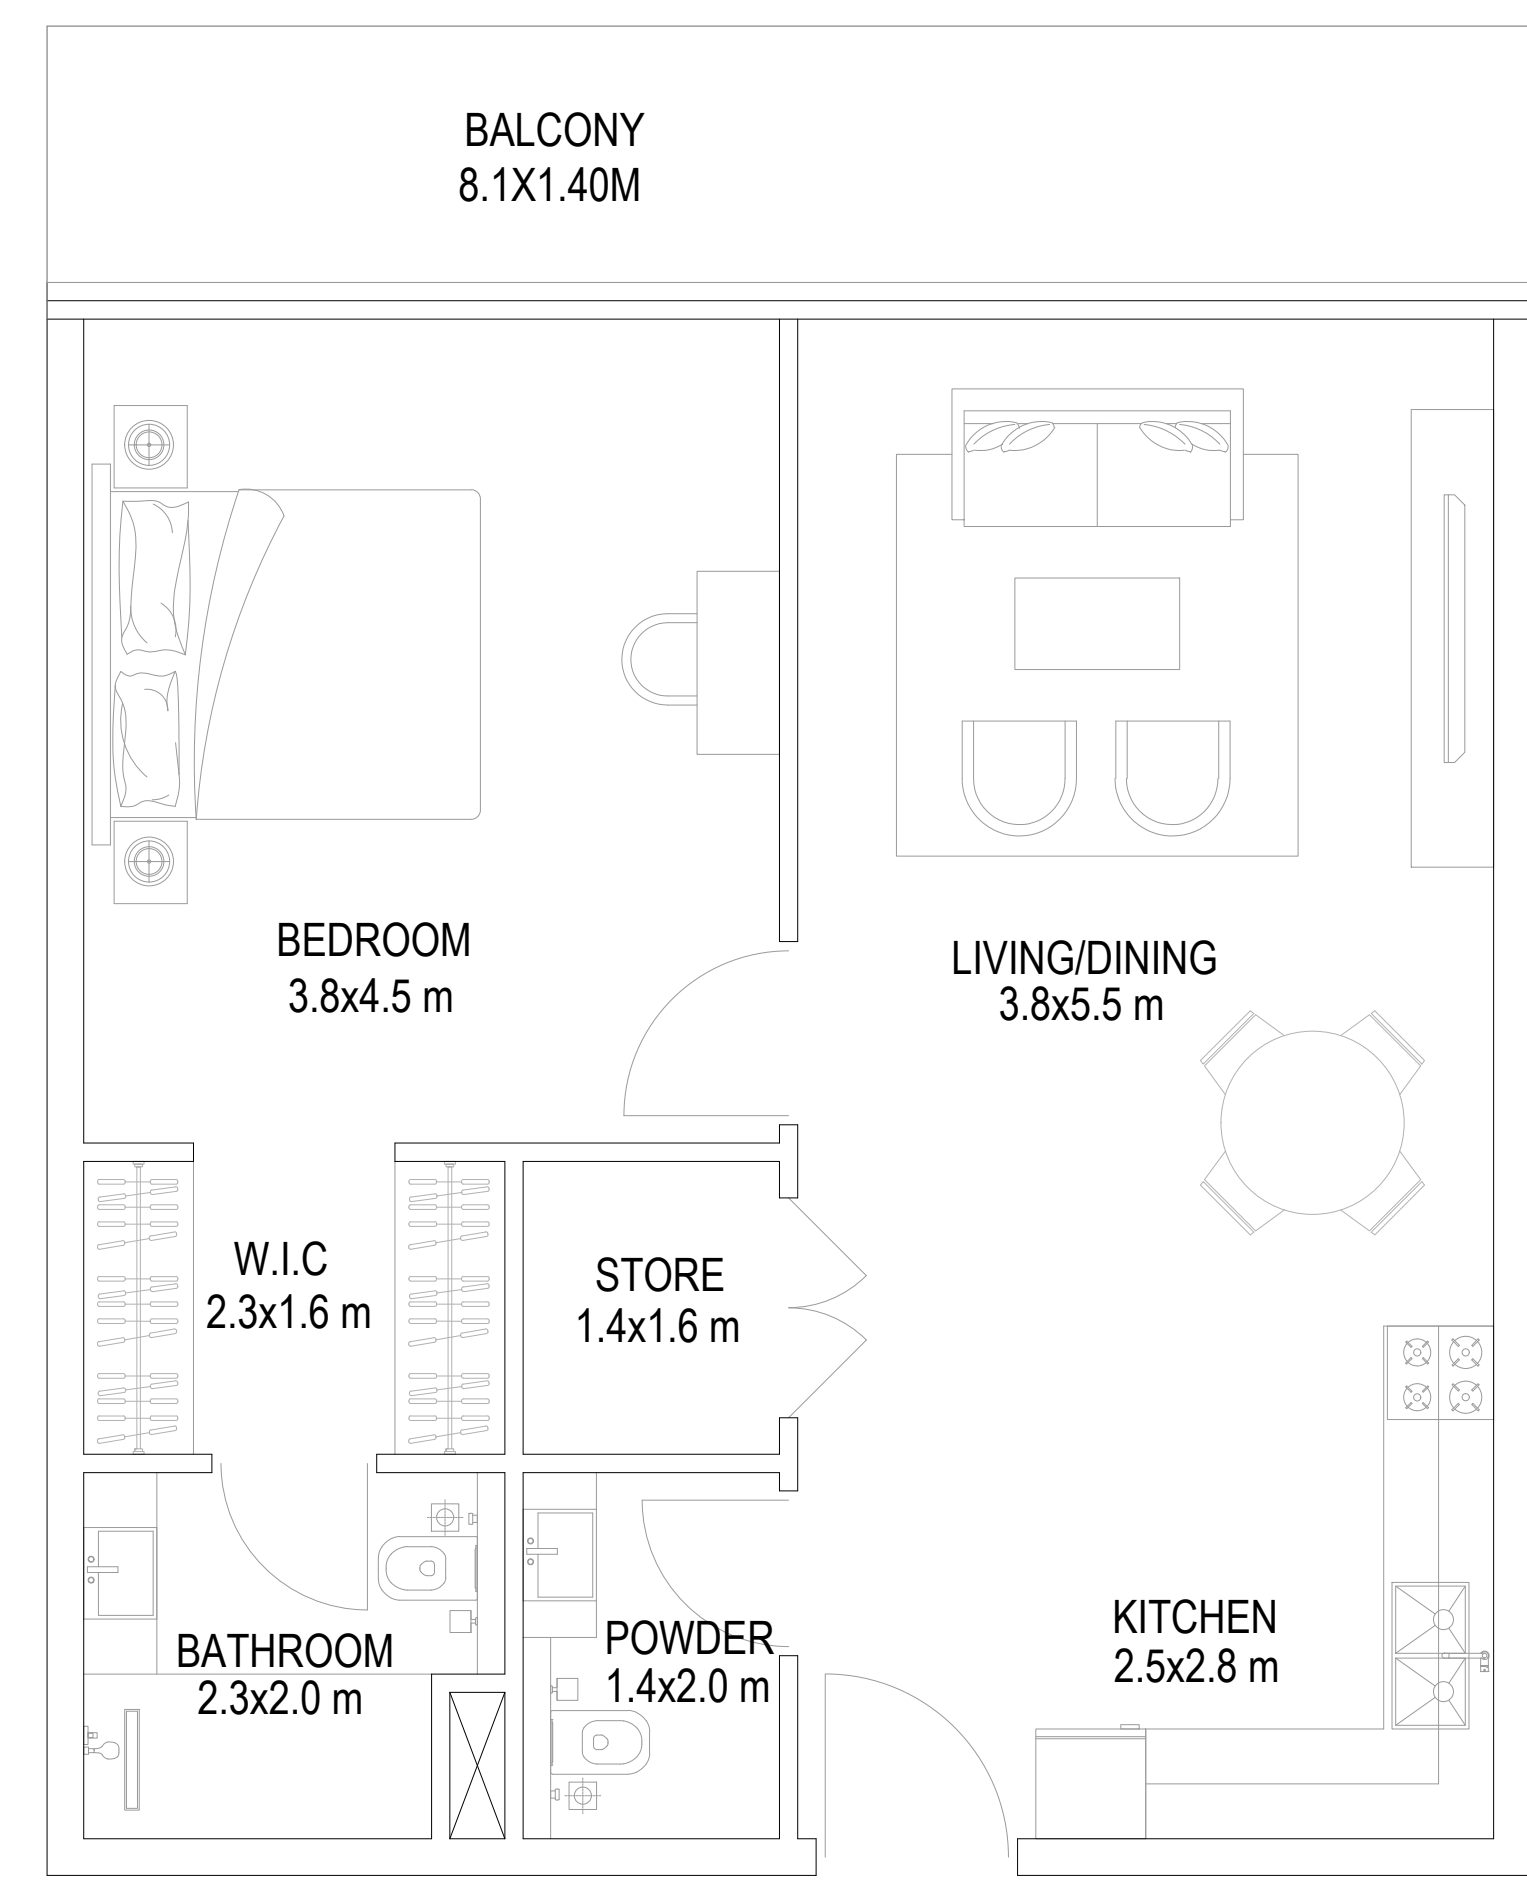 BALCONY
8.1X1.40M
BEDROOM
3.8x4.5 m
LIVING/DINING
3.8x5.5 m
W.I.C
2.3x1.6 m
STORE
1.4x1.6 m
BATHROOM
2.3x2.0 m
POWDER
1.4x2.0 m
KITCHEN
2.5x2.8 m